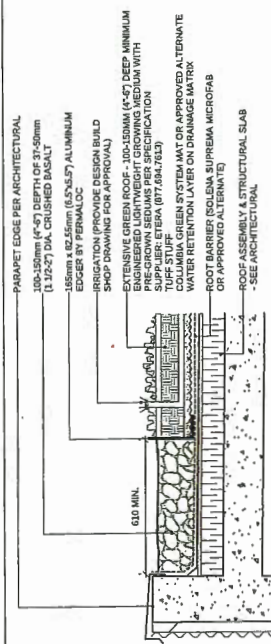 PARAPET EDGE PER ARCHITECTURAL
100-150mm (4"-6") DEPTH OF 37-50mm
(1 1/2-2") DIA. CRUSHED BASALT
165mm x 82.55mm (6.5"x5.5") ALUMINUM
EDGER BY PERMALOC
IRRIGATION (PROVIDE DESIGN BUILD
SHOP DRAWING FOR APPROVAL)
EXTENSIVE GREEN ROOF - 100-150MM (4"-6") DEEP MINIMUM
ENGINEERED LIGHTWEIGHT GROWING MEDIUM WITH
PRE-GROWN SEDUMS PER SPECIFICATION
SUPPLIER: ETERA (877.694.7613)
TUFF STUFF
COLUMBIA GREEN SYSTEM MAT OR APPROVED ALTERNATE
WATER RETENTION LAYER ON DRAINAGE MATRIX
ROOT BARRIER (SOLENA SUPREMA MICROFAB
OR APPROVED ALTERNATE)
ROOF ASSEMBLY & STRUCTURAL SLAB
- SEE ARCHITECTURAL
610 MIN.